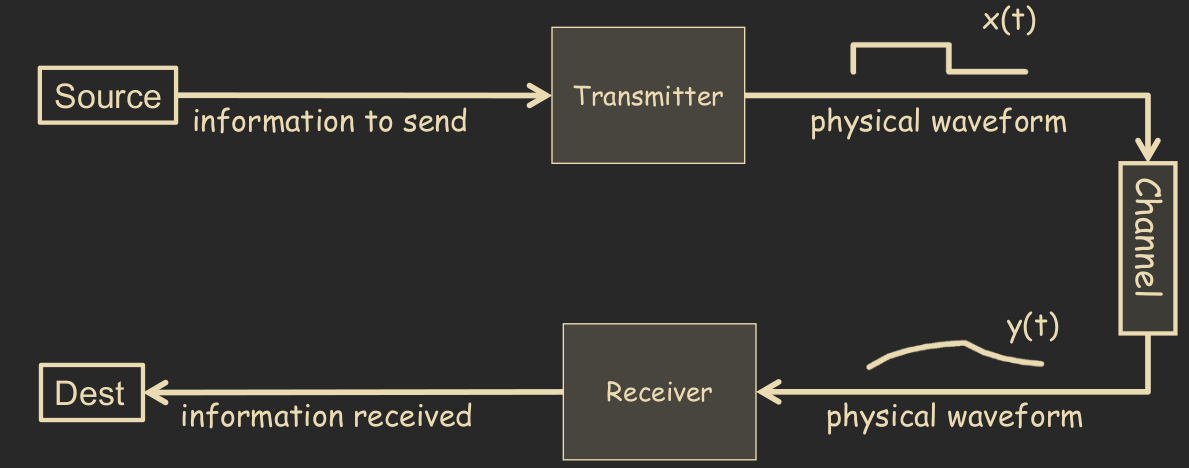 x(t)
Source
Transmitter
information to send
physical waveform
Channel
y(t)
Dest
Receiver
information received
physical waveform